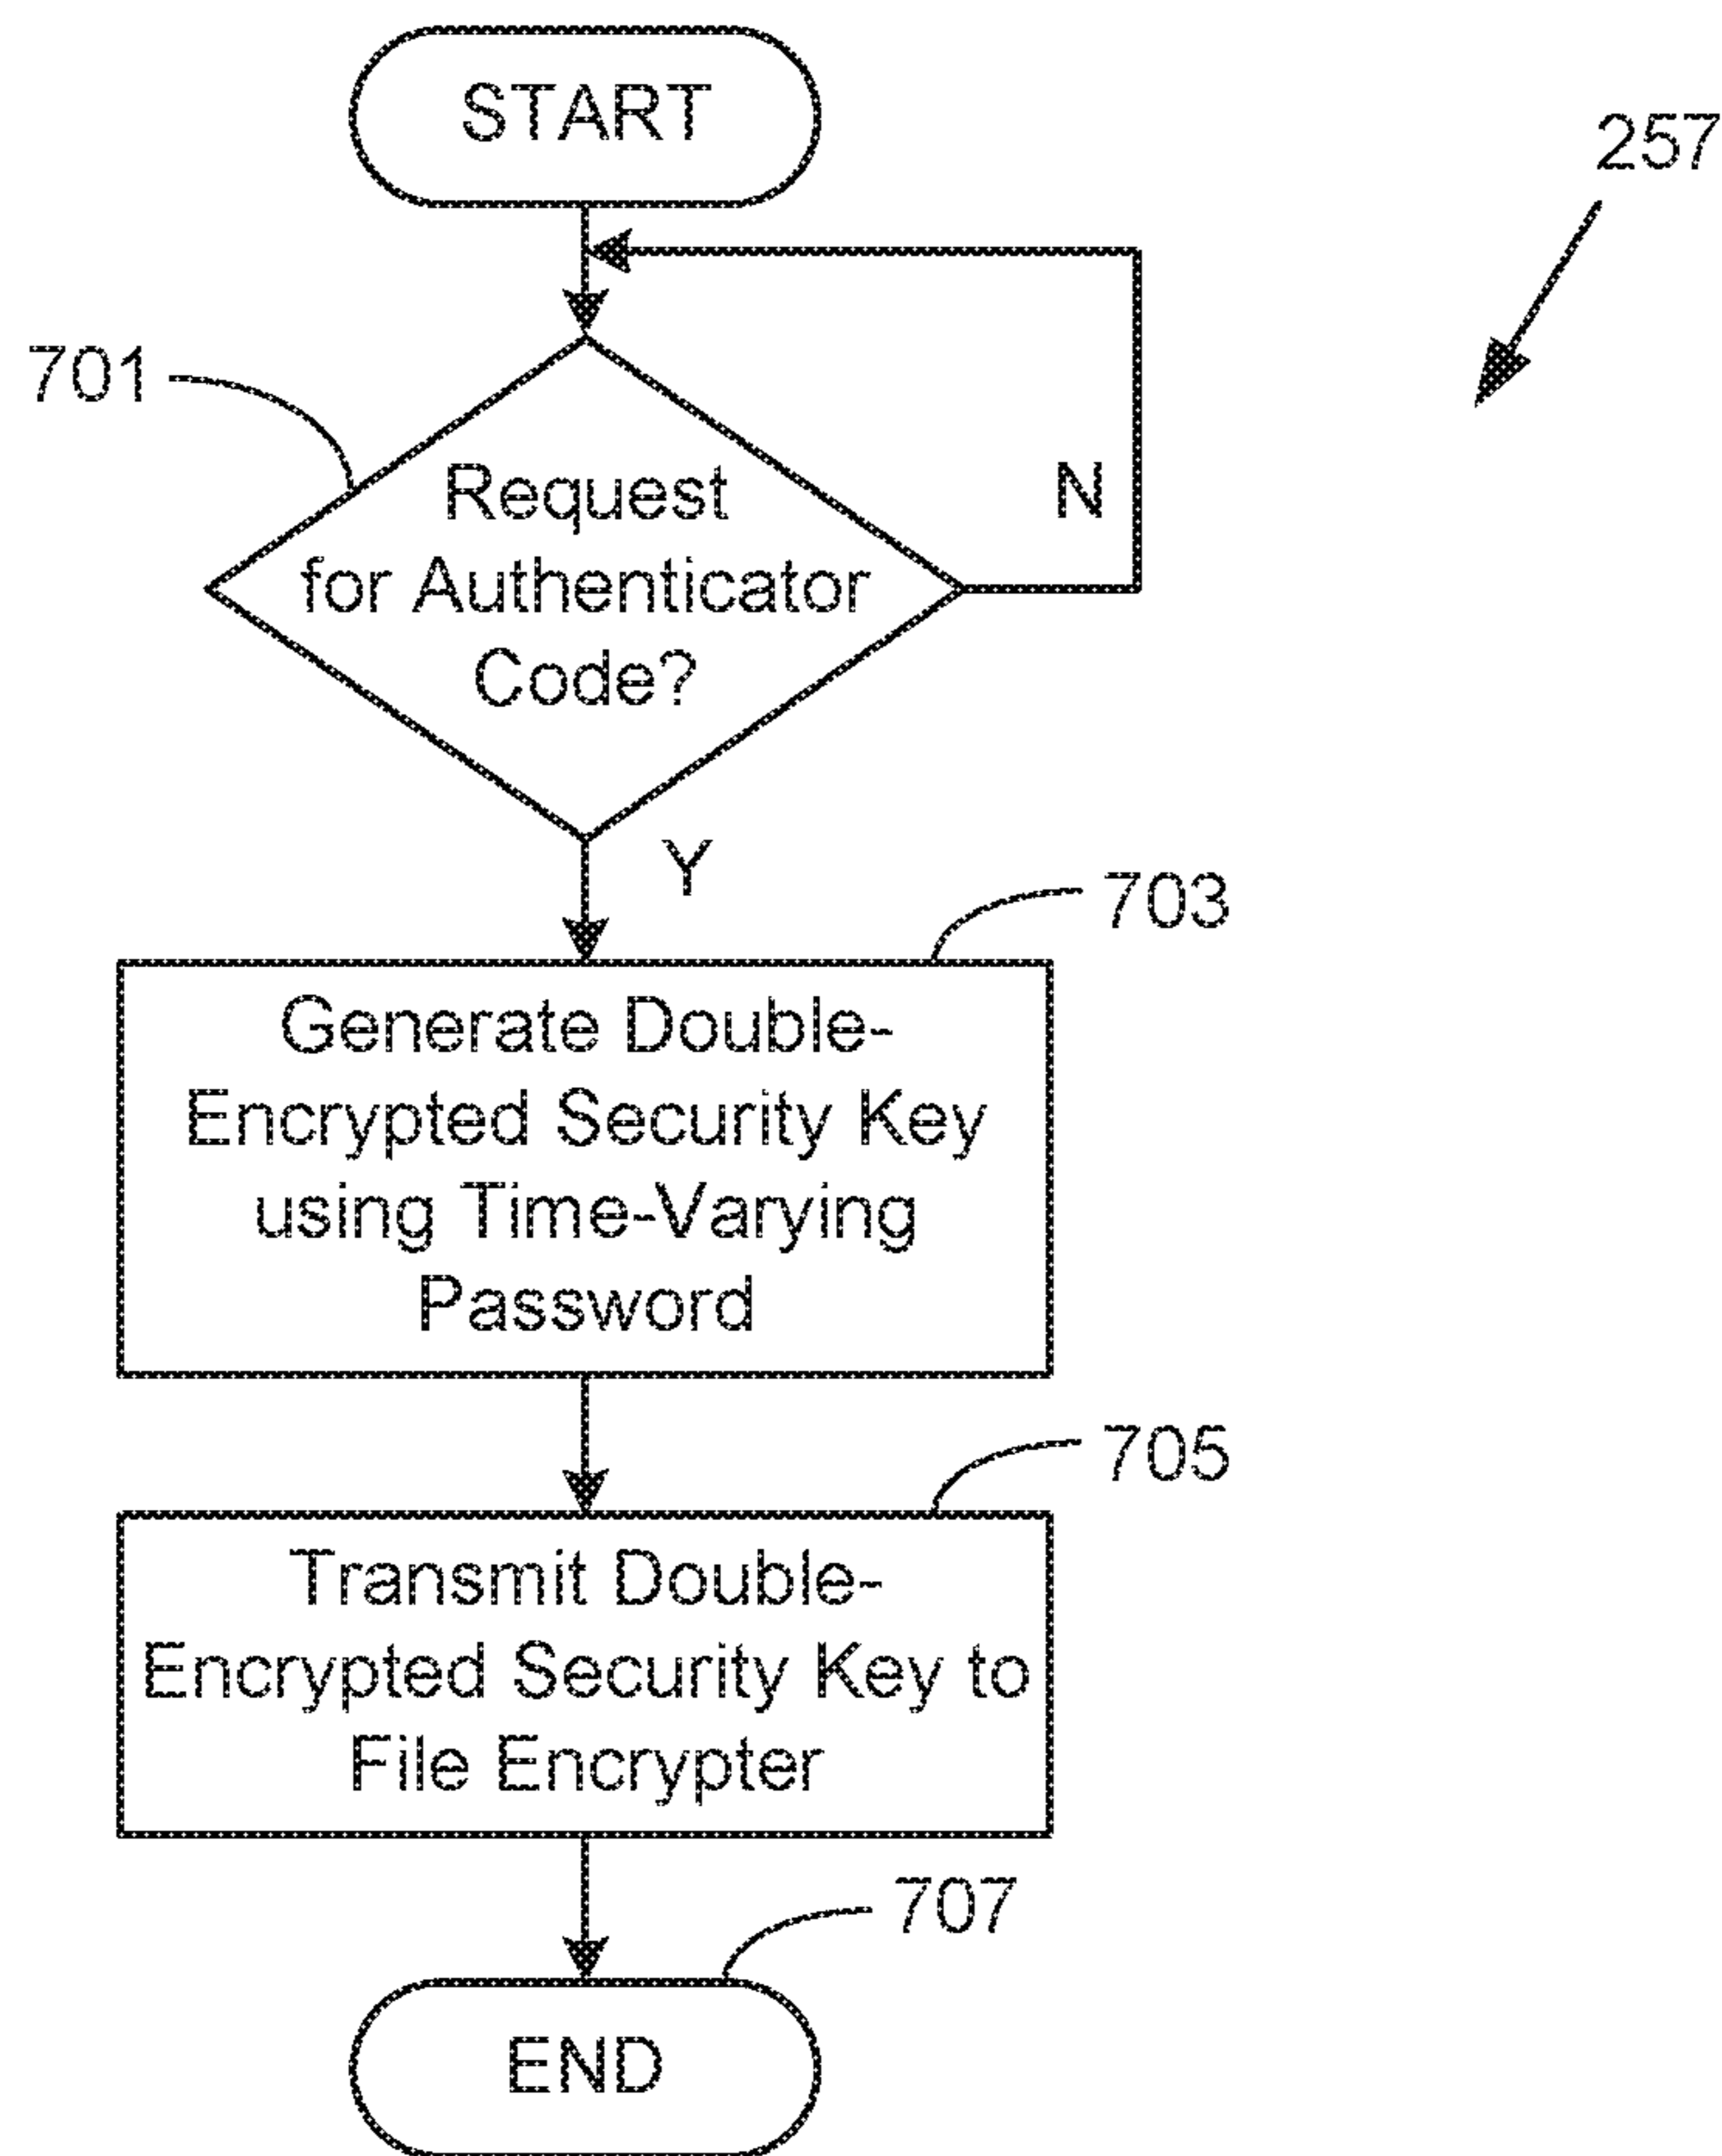 START
257
701
Request
for Authenticator
Code?
N
Y
703
Generate Double-
Encrypted Security Key
using Time-Varying
Password
705
Transmit Double-
Encrypted Security Key to
File Encrypter
707
END